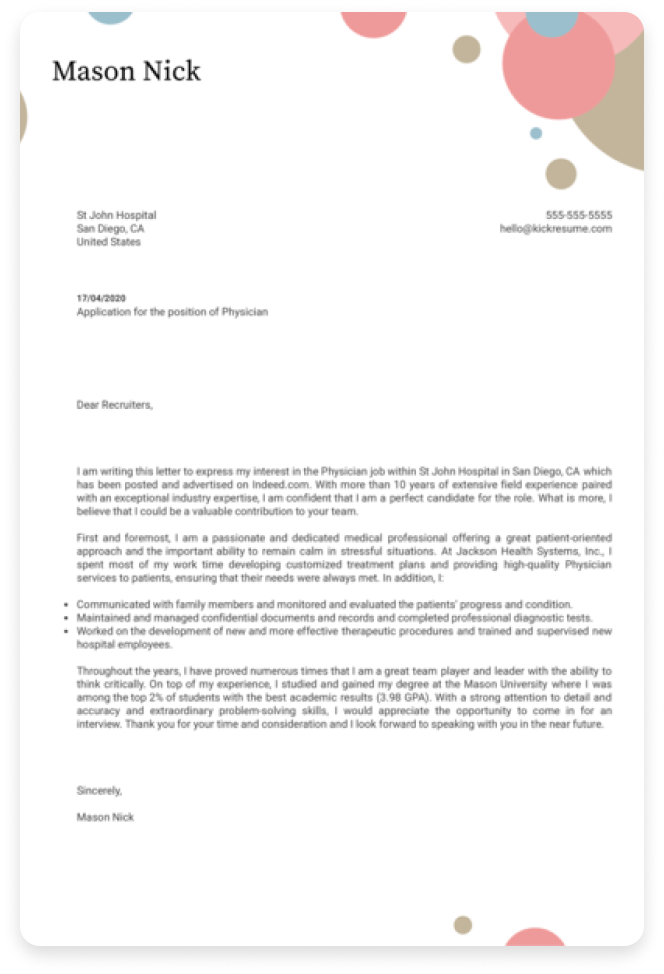 Mason Nick
St John Hospital
San Diego, CA
United States
555-555-5555
hello@kickresume.com
17/04/2020
Application for the position of Physician
Dear Recruiters,
I am writing this letter to express my interest in the Physician job within St John Hospital in San Diego, CA which
has been posted and advertised on Indeed.com. With more than 10 years of extensive field experience paired
with an exceptional industry expertise, I am confident that I am a perfect candidate for the role. What is more, I
believe that I could be a valuable contribution to your team.
First and foremost, I am a passionate and dedicated medical professional offering a great patient-oriented
approach and the important ability to remain calm in stressful situations. At Jackson Health Systems, Inc., I
spent most of my work time developing customized treatment plans and providing high-quality Physician
services to patients, ensuring that their needs were always met. In addition, I:
• Communicated with family members and monitored and evaluated the patients' progress and condition.
• Maintained and managed confidential documents and records and completed professional diagnostic tests.
• Worked on the development of new and more effective therapeutic procedures and trained and supervised new
hospital employees.
Throughout the years, I have proved numerous times that I am a great team player and leader with the ability to
think critically. On top of my experience, I studied and gained my degree at the Mason University where I was
among the top 2% of students with the best academic results (3.98 GPA). With a strong attention to detail and
accuracy and extraordinary problem-solving skills, I would appreciate the opportunity to come in for an
interview. Thank you for your time and consideration and I look forward to speaking with you in the near future.
Sincerely,
Mason Nick